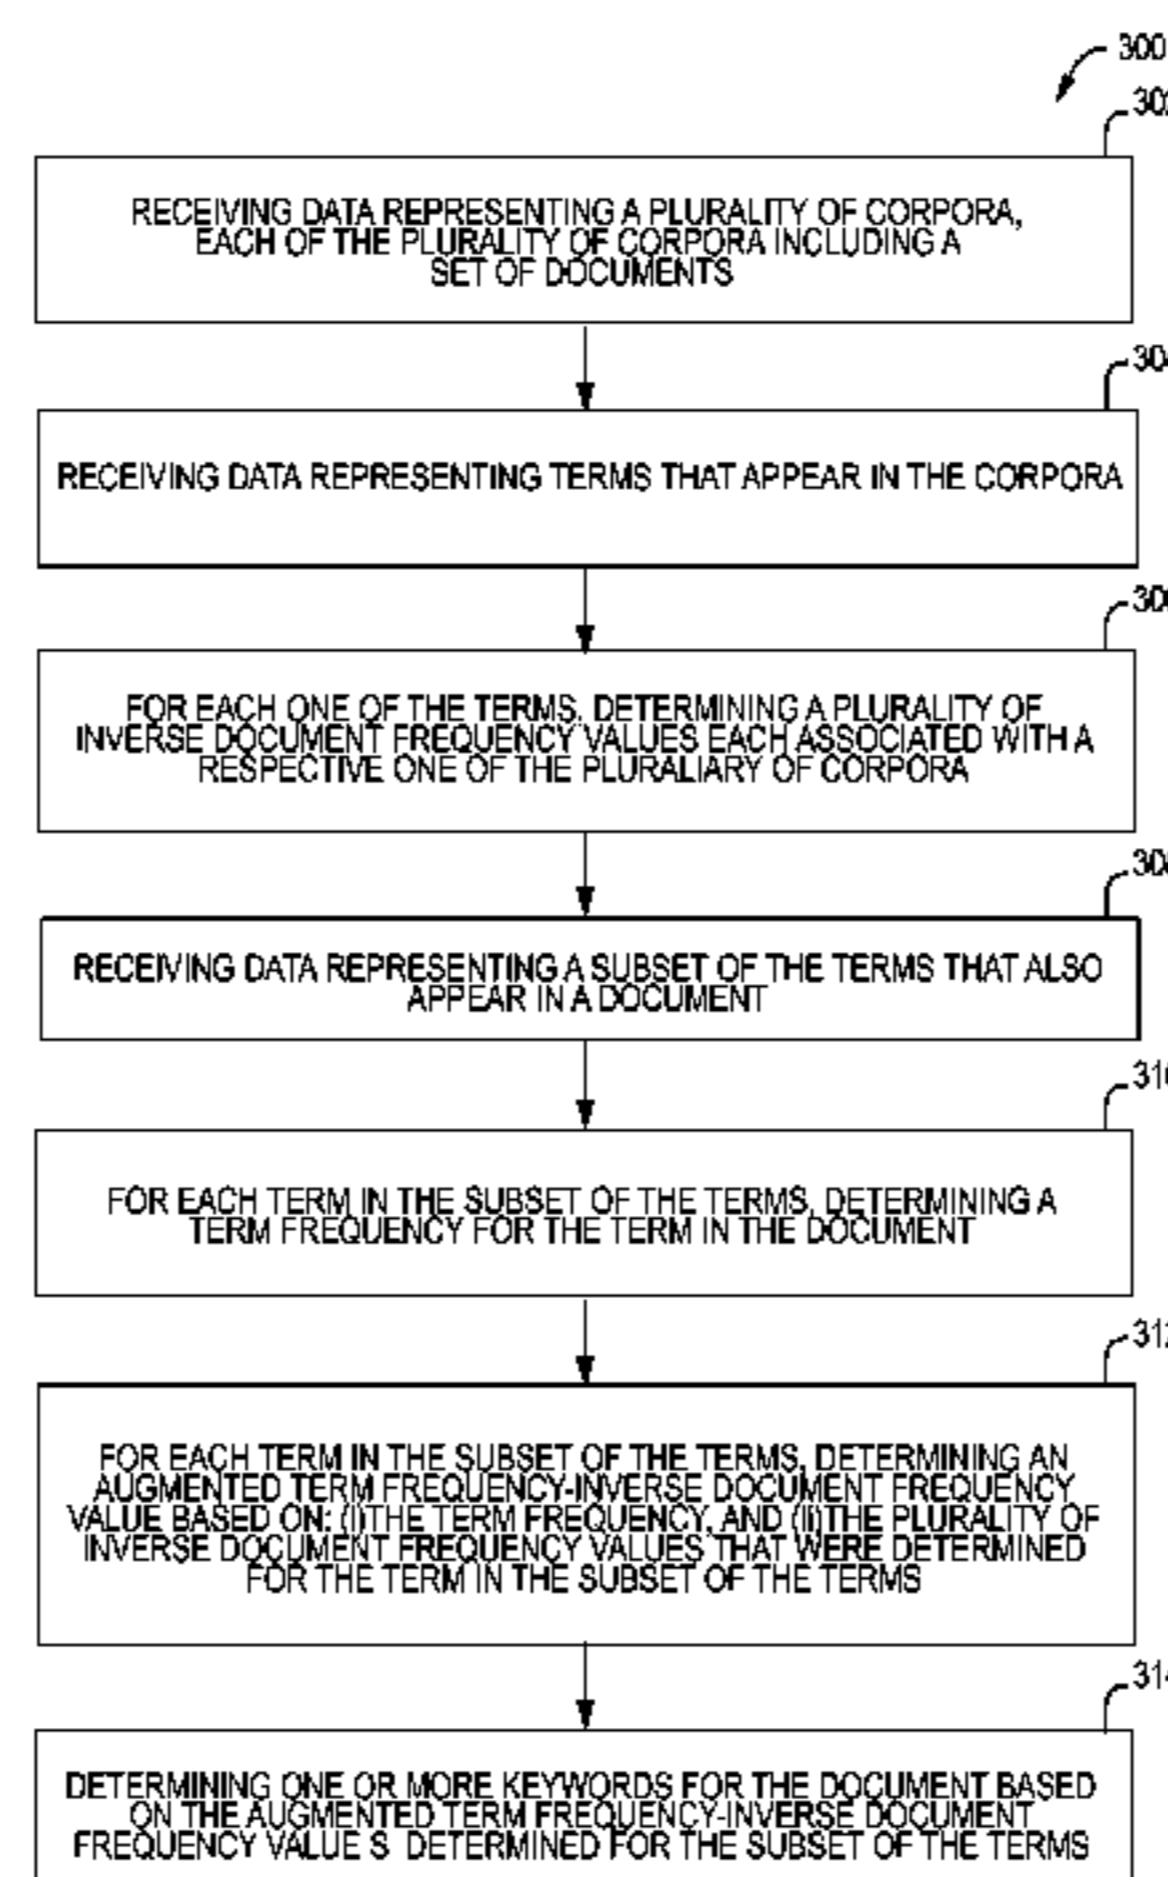 300
302
RECEIVING DATA REPRESENTING A PLURALITY OF CORPORA,
EACH OF THE PLURALITY OF CORPORA INCLUDING A
SET OF DOCUMENTS
304
RECEIVING DATA REPRESENTING TERMS THAT APPEAR IN THE CORPORA
306
FOR EACH ONE OF THE TERMS, DETERMINING A PLURALITY OF
INVERSE DOCUMENT FREQUENCY VALUES EACH ASSOCIATED WITH A
RESPECTIVE ONE OF THE PLURALIARY OF CORPORA
308
RECEIVING DATA REPRESENTING A SUBSET OF THE TERMS THAT ALSO
APPEAR IN A DOCUMENT
310
FOR EACH TERM IN THE SUBSET OF THE TERMS, DETERMINING A
TERM FREQUENCY FOR THE TERM IN THE DOCUMENT
312
FOR EACH TERM IN THE SUBSET OF THE TERMS, DETERMINING AN
AUGMENTED TERM FREQUENCY-INVERSE DOCUMENT FREQUENCY
VALUE BASED ON: (I)THE TERM FREQUENCY, AND (Ii)THE PLURALITY OF
INVERSE DOCUMENT FREQUENCY VALUES THAT WERE DETERMINED
FOR THE TERM IN THE SUBSET OF THE TERMS
314
DETERMINING ONE OR MORE KEYWORDS FOR THE DOCUMENT BASED
ON THE AUGMENTED TERM FREQUENCY-INVERSE DOCUMENT
FREQUENCY VALUE S DETERMINED FOR THE SUBSET OF THE TERMS